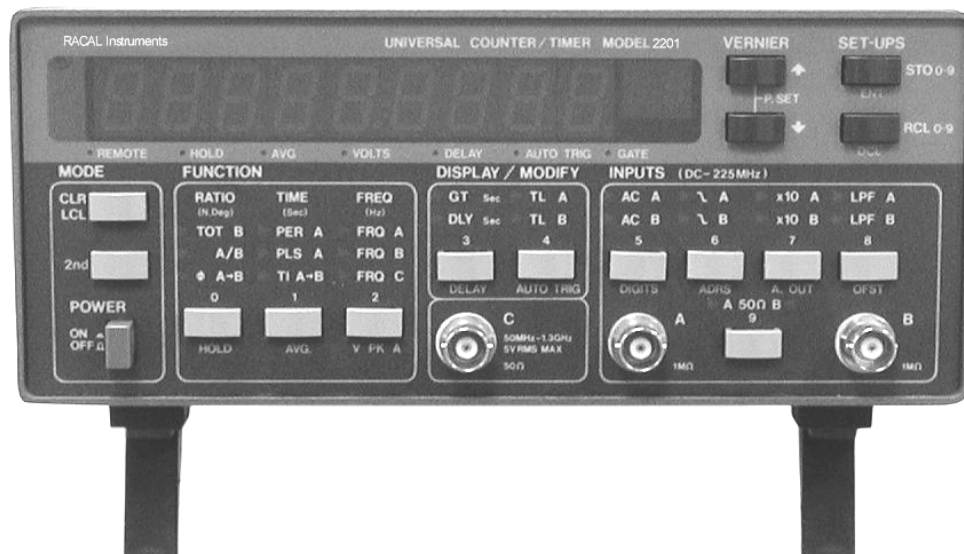 RACAL Instruments
UNIVERSAL COUNTER/TIMER MODEL 2201
VERNIER
SET-UPS
STO 0-9
P.SET
ENT
RCL 0-9
DCL
REMOTE HOLD AVG VOLTS DELAY AUTO TRIG GATE
MODE
CLR
LCL
2nd
POWER
ON
OFF
FUNCTION
RATIO TIME FREQ
(N,Deg) (Sec) (Hz)
TOT B PER A FRQ A
A/B PLS A FRQ B
Φ A→B TI A→B FRQ C
0 1 2
HOLD AVG. V PK A
DISPLAY / MODIFY
GT Sec TL A
DLY Sec TL B
3 4
DELAY AUTO TRIG
C
50MHz-1.3GHz
5V RMS MAX
50Ω
INPUTS (DC-225MHz)
AC A A x10 A LPF A
AC B B x10 B LPF B
5 6 7 8
DIGITS ADRS A. OUT OFST
A 50Ω B
9
A
1MΩ
B
1MΩ